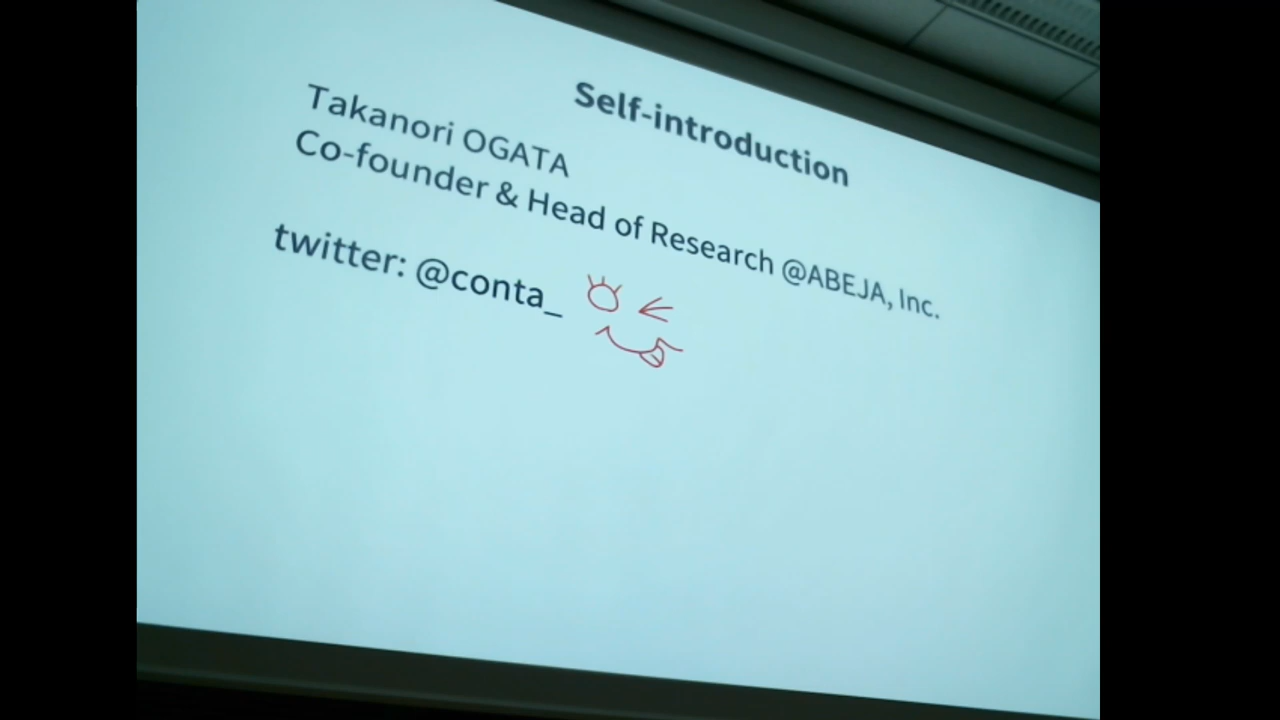 Self-introduction
Takanori OGATA
Co-founder & Head of Research @ABEJA, Inc.
twitter: @conta_